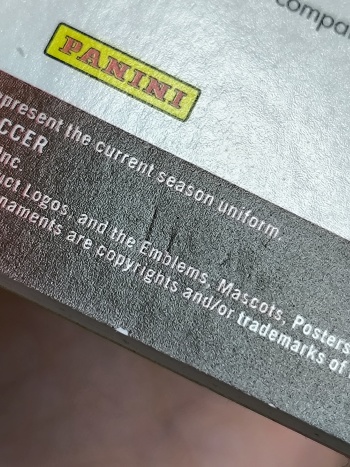 compa
PANINI
present the current season uniform.
CCER
Inc.
uct Logos, and the Emblems, Mascots, Posters
naments are copyrights and/or trademarks of